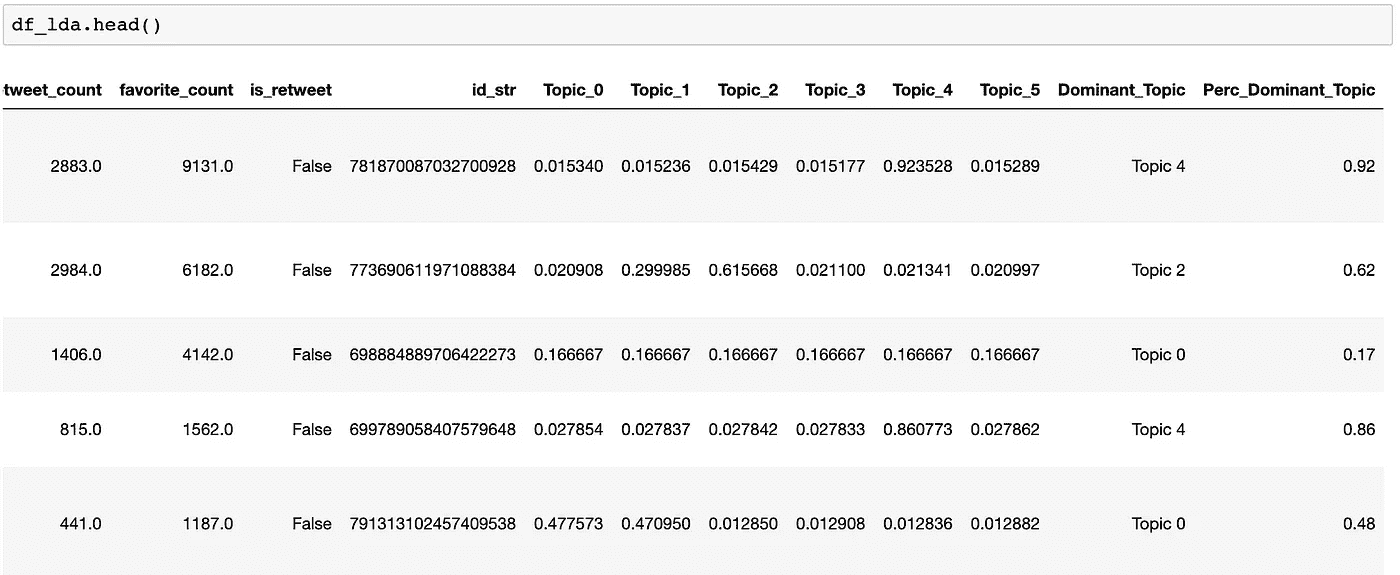 df_lda.head()
tweet_count favorite_count is_retweet id_str Topic_0 Topic_1 Topic_2 Topic_3 Topic_4 Topic_5 Dominant_Topic Perc_Dominant_Topic
2883.0 9131.0 False 781870087032700928 0.015340 0.015236 0.015429 0.015177 0.923528 0.015289 Topic 4 0.92
2984.0 6182.0 False 773690611971088384 0.020908 0.299985 0.615668 0.021100 0.021341 0.020997 Topic 2 0.62
1406.0 4142.0 False 698884889706422273 0.166667 0.166667 0.166667 0.166667 0.166667 0.166667 Topic 0 0.17
815.0 1562.0 False 699789058407579648 0.027854 0.027837 0.027842 0.027833 0.860773 0.027862 Topic 4 0.86
441.0 1187.0 False 791313102457409538 0.477573 0.470950 0.012850 0.012908 0.012836 0.012882 Topic 0 0.48